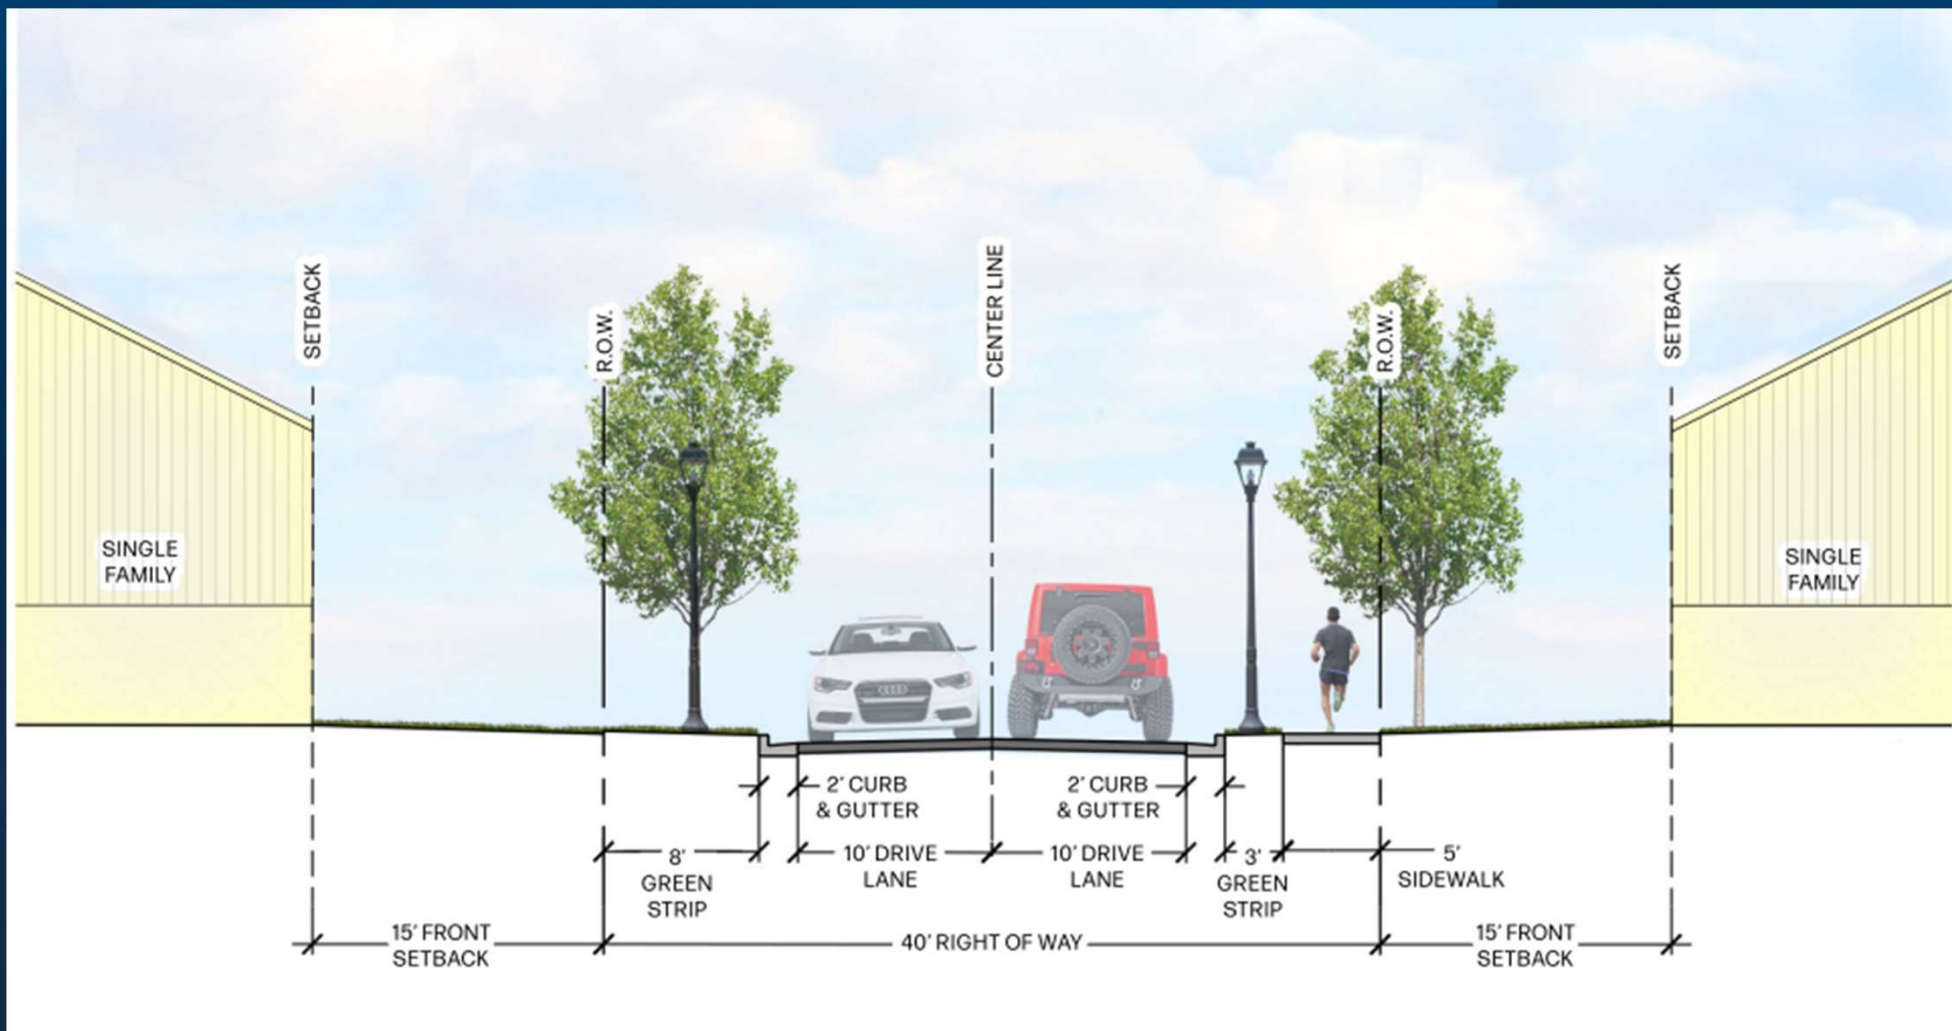 SETBACK
R.O.W.
CENTER LINE
R.O.W.
SETBACK
SINGLE
FAMILY
SINGLE
FAMILY
2' CURB
& GUTTER
2' CURB
& GUTTER
8'
GREEN
STRIP
10' DRIVE
LANE
10' DRIVE
LANE
3'
GREEN
STRIP
5'
SIDEWALK
15' FRONT
SETBACK
40' RIGHT OF WAY
15' FRONT
SETBACK